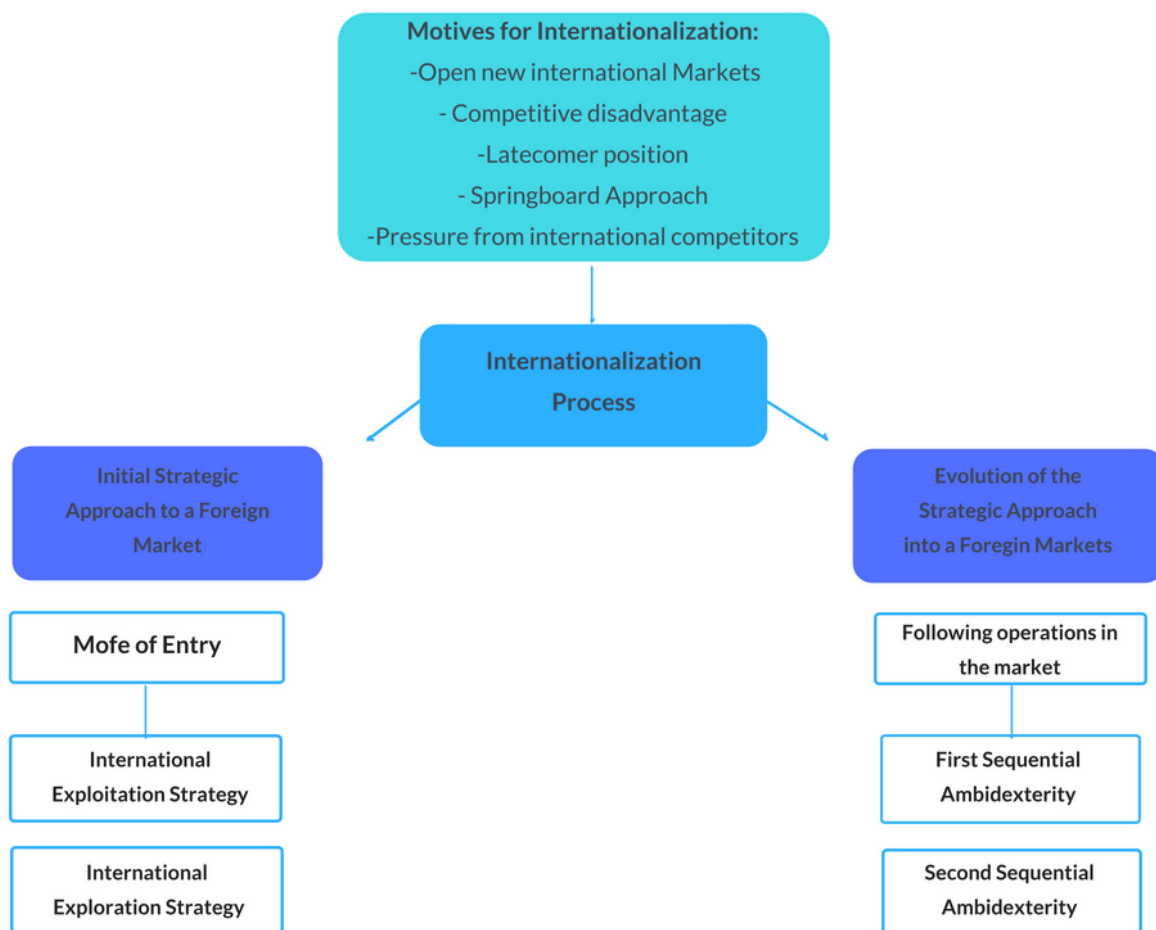 Motives for Internationalization:
-Open new international Markets
- Competitive disadvantage
-Latecomer position
- Springboard Approach
-Pressure from international competitors
Internationalization
Process
Initial Strategic
Approach to a Foreign
Market
Evolution of the
Strategic Approach
into a Foregin Markets
Mofe of Entry
Following operations in
the market
International
Exploitation Strategy
First Sequential
Ambidexterity
International
Exploration Strategy
Second Sequential
Ambidexterity